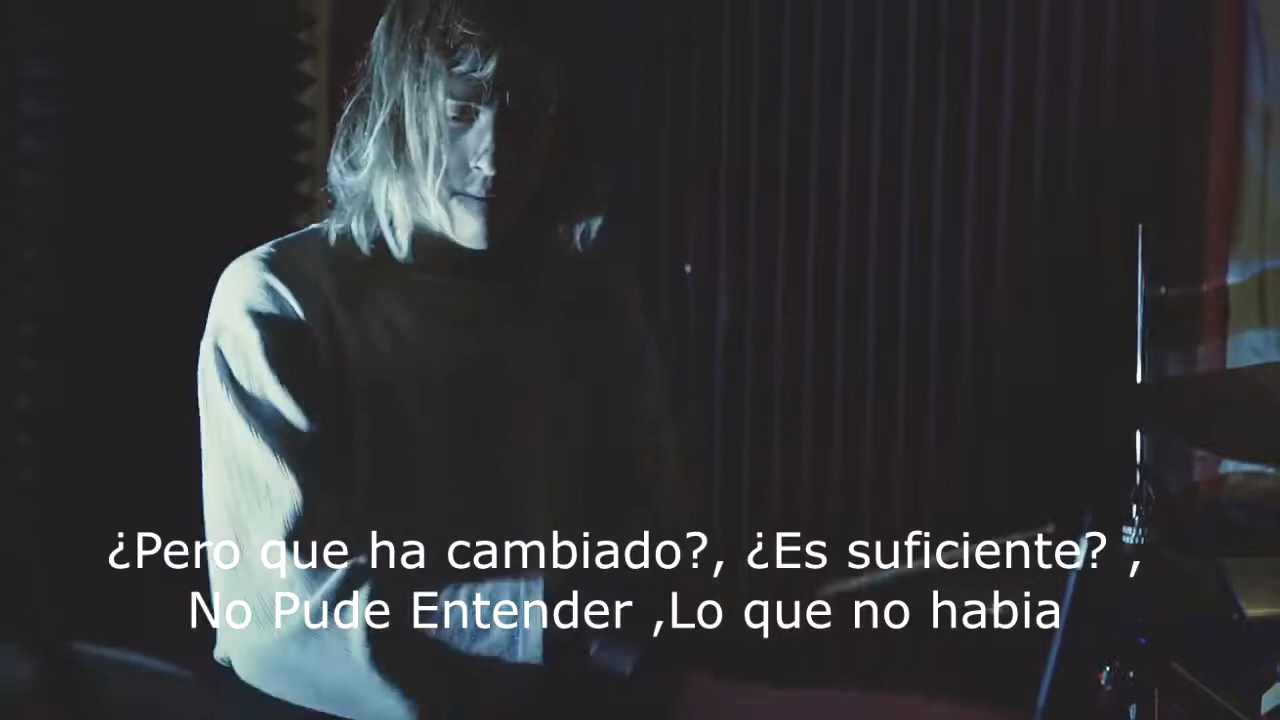 ¿Pero que ha cambiado?, ¿Es suficiente? ,
No Pude Entender ,Lo que no habia